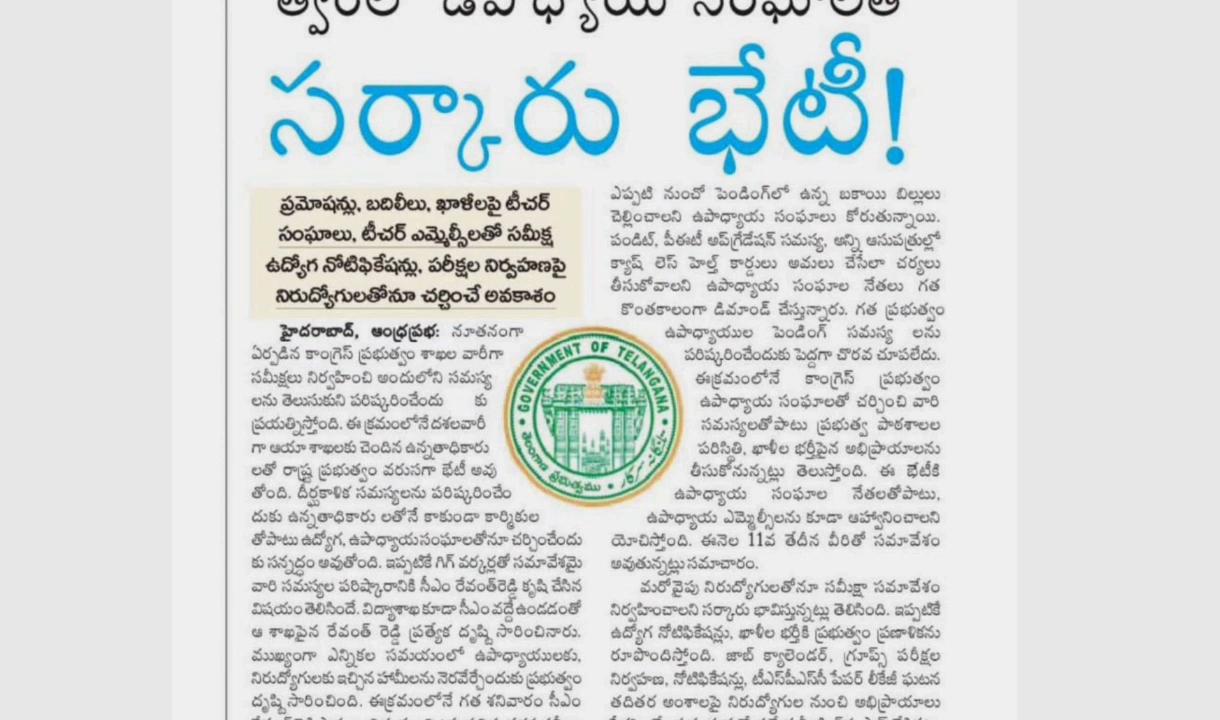 త్వరలో ఉపాధ్యాయ సంఘాలతో
సర్కారు భేటీ!
ప్రమోషన్లు, బదిలీలు, ఖాళీలపై టీచర్
సంఘాలు, టీచర్ ఎమ్మెల్సీలతో సమీక్ష
ఉద్యోగ నోటిఫికేషన్లు, పరీక్షల నిర్వహణపై
నిరుద్యోగులతోనూ చర్చించే అవకాశం
హైదరాబాద్, ఆంధ్రప్రభ: నూతనంగా
ఏర్పడిన కాంగ్రెస్ ప్రభుత్వం శాఖల వారీగా
సమీక్షలు నిర్వహించి అందులోని సమస్య
లను తెలుసుకుని పరిష్కరించేందు కు
ప్రయత్నిస్తోంది. ఈ క్రమంలోనే దశలవారీ
గా ఆయా శాఖలకు చెందిన ఉన్నతాధికారు
లతో రాష్ట్ర ప్రభుత్వం వరుసగా భేటీ అవు
తోంది. దీర్ఘకాలిక సమస్యలను పరిష్కరించేం
దుకు ఉన్నతాధికారు లతోనే కాకుండా కార్మికుల
తోపాటు ఉద్యోగ, ఉపాధ్యాయసంఘాలతోనూ చర్చించేందు
కు సన్నద్ధం అవుతోంది. ఇప్పటికే గిగ్ వర్కర్లతో సమావేశమై
వారి సమస్యల పరిష్కారానికి సీఎం రేవంత్‌రెడ్డి కృషి చేసిన
విషయం తెలిసిందే. విద్యాశాఖ కూడా సీఎం వద్దే ఉండడంతో
ఆ శాఖపైన రేవంత్ రెడ్డి ప్రత్యేక దృష్టి సారించినారు.
ముఖ్యంగా ఎన్నికల సమయంలో ఉపాధ్యాయులకు,
నిరుద్యోగులకు ఇచ్చిన హామీలను నెరవేర్చేందుకు ప్రభుత్వం
దృష్టి సారించింది. ఈక్రమంలోనే గత శనివారం సీఎం
ఎప్పటి నుంచో పెండింగ్‌లో ఉన్న బకాయి బిల్లులు
చెల్లించాలని ఉపాధ్యాయ సంఘాలు కోరుతున్నాయి.
పండిట్, పీఈటీ అప్‌గ్రేడేషన్ సమస్య, అన్ని ఆసుపత్రుల్లో
క్యాష్ లెస్ హెల్త్ కార్డులు అమలు చేసేలా చర్యలు
తీసుకోవాలని ఉపాధ్యాయ సంఘాల నేతలు గత
కొంతకాలంగా డిమాండ్ చేస్తున్నారు. గత ప్రభుత్వం
ఉపాధ్యాయుల పెండింగ్ సమస్య లను
పరిష్కరించేందుకు పెద్దగా చొరవ చూపలేదు.
ఈక్రమంలోనే కాంగ్రెస్ ప్రభుత్వం
ఉపాధ్యాయ సంఘాలతో చర్చించి వారి
సమస్యలతోపాటు ప్రభుత్వ పాఠశాలల
పరిస్థితి, ఖాళీల భర్తీపైన అభిప్రాయాలను
తీసుకోనున్నట్లు తెలుస్తోంది. ఈ భేటీకి
ఉపాధ్యాయ సంఘాల నేతలతోపాటు,
ఉపాధ్యాయ ఎమ్మెల్సీలను కూడా ఆహ్వానించాలని
యోచిస్తోంది. ఈనెల 11వ తేదీన వీరితో సమావేశం
అవుతున్నట్లు సమాచారం.
మరోవైపు నిరుద్యోగులతోనూ సమీక్షా సమావేశం
నిర్వహించాలని సర్కారు భావిస్తున్నట్లు తెలిసింది. ఇప్పటికే
ఉద్యోగ నోటిఫికేషన్లు, ఖాళీల భర్తీకి ప్రభుత్వం ప్రణాళికను
రూపొందిస్తోంది. జాబ్ క్యాలెండర్, గ్రూప్స్ పరీక్షల
నిర్వహణ, నోటిఫికేషన్లు, టీఎస్‌పీఎస్‌సీ పేపర్ లీకేజీ ఘటన
తదితర అంశాలపై నిరుద్యోగుల నుంచి అభిప్రాయాలు
GOVERNMENT OF TELANGANA
తెలంగాణ ప్రభుత్వము